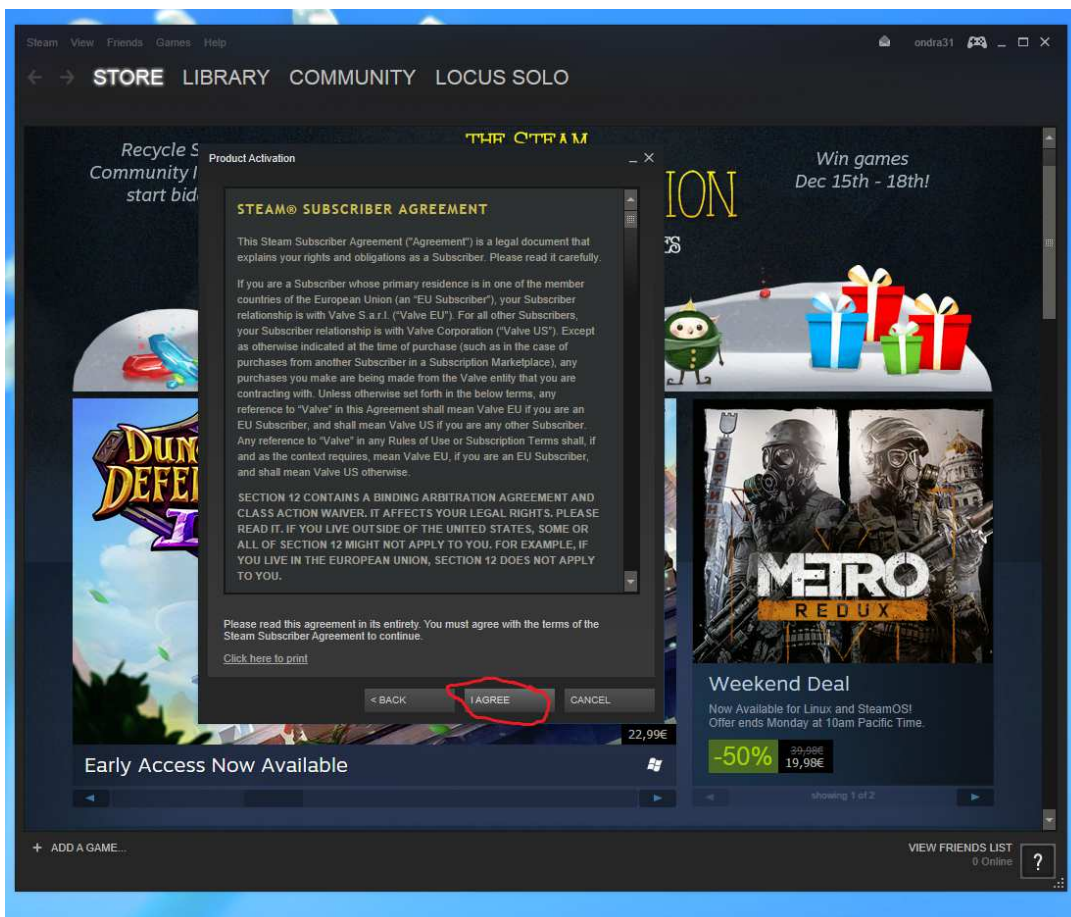 Steam View Friends Games Help
ondra31
STORE LIBRARY COMMUNITY LOCUS SOLO
Recycle S
Community I
start bid
THE STEAM
ION
ES
Win games
Dec 15th - 18th!
Product Activation
STEAM® SUBSCRIBER AGREEMENT
This Steam Subscriber Agreement ("Agreement") is a legal document that
explains your rights and obligations as a Subscriber. Please read it carefully.
If you are a Subscriber whose primary residence is in one of the member
countries of the European Union (an “EU Subscriber”), your Subscriber
relationship is with Valve S.a.r.l. (“Valve EU”). For all other Subscribers,
your Subscriber relationship is with Valve Corporation (“Valve US”). Except
as otherwise indicated at the time of purchase (such as in the case of
purchases from another Subscriber in a Subscription Marketplace), any
purchases you make are being made from the Valve entity that you are
contracting with. Unless otherwise set forth in the below terms, any
reference to “Valve” in this Agreement shall mean Valve EU if you are an
EU Subscriber, and shall mean Valve US if you are any other Subscriber.
Any reference to “Valve” in any Rules of Use or Subscription Terms shall, if
and as the context requires, mean Valve EU, if you are an EU Subscriber,
and shall mean Valve US otherwise.
SECTION 12 CONTAINS A BINDING ARBITRATION AGREEMENT AND
CLASS ACTION WAIVER. IT AFFECTS YOUR LEGAL RIGHTS. PLEASE
READ IT. IF YOU LIVE OUTSIDE OF THE UNITED STATES, SOME OR
ALL OF SECTION 12 MIGHT NOT APPLY TO YOU. FOR EXAMPLE, IF
YOU LIVE IN THE EUROPEAN UNION, SECTION 12 DOES NOT APPLY
TO YOU.
Please read this agreement in its entirety. You must agree with the terms of the
Steam Subscriber Agreement to continue.
Click here to print
< BACK I AGREE CANCEL
DUN
DEFE
II
22,99€
Early Access Now Available
METRO
REDUX
Weekend Deal
Now Available for Linux and SteamOS!
Offer ends Monday at 10am Pacific Time.
-50%
39,98€
19,98€
showing 1 of 2
+ ADD A GAME...
VIEW FRIENDS LIST
0 Online
?